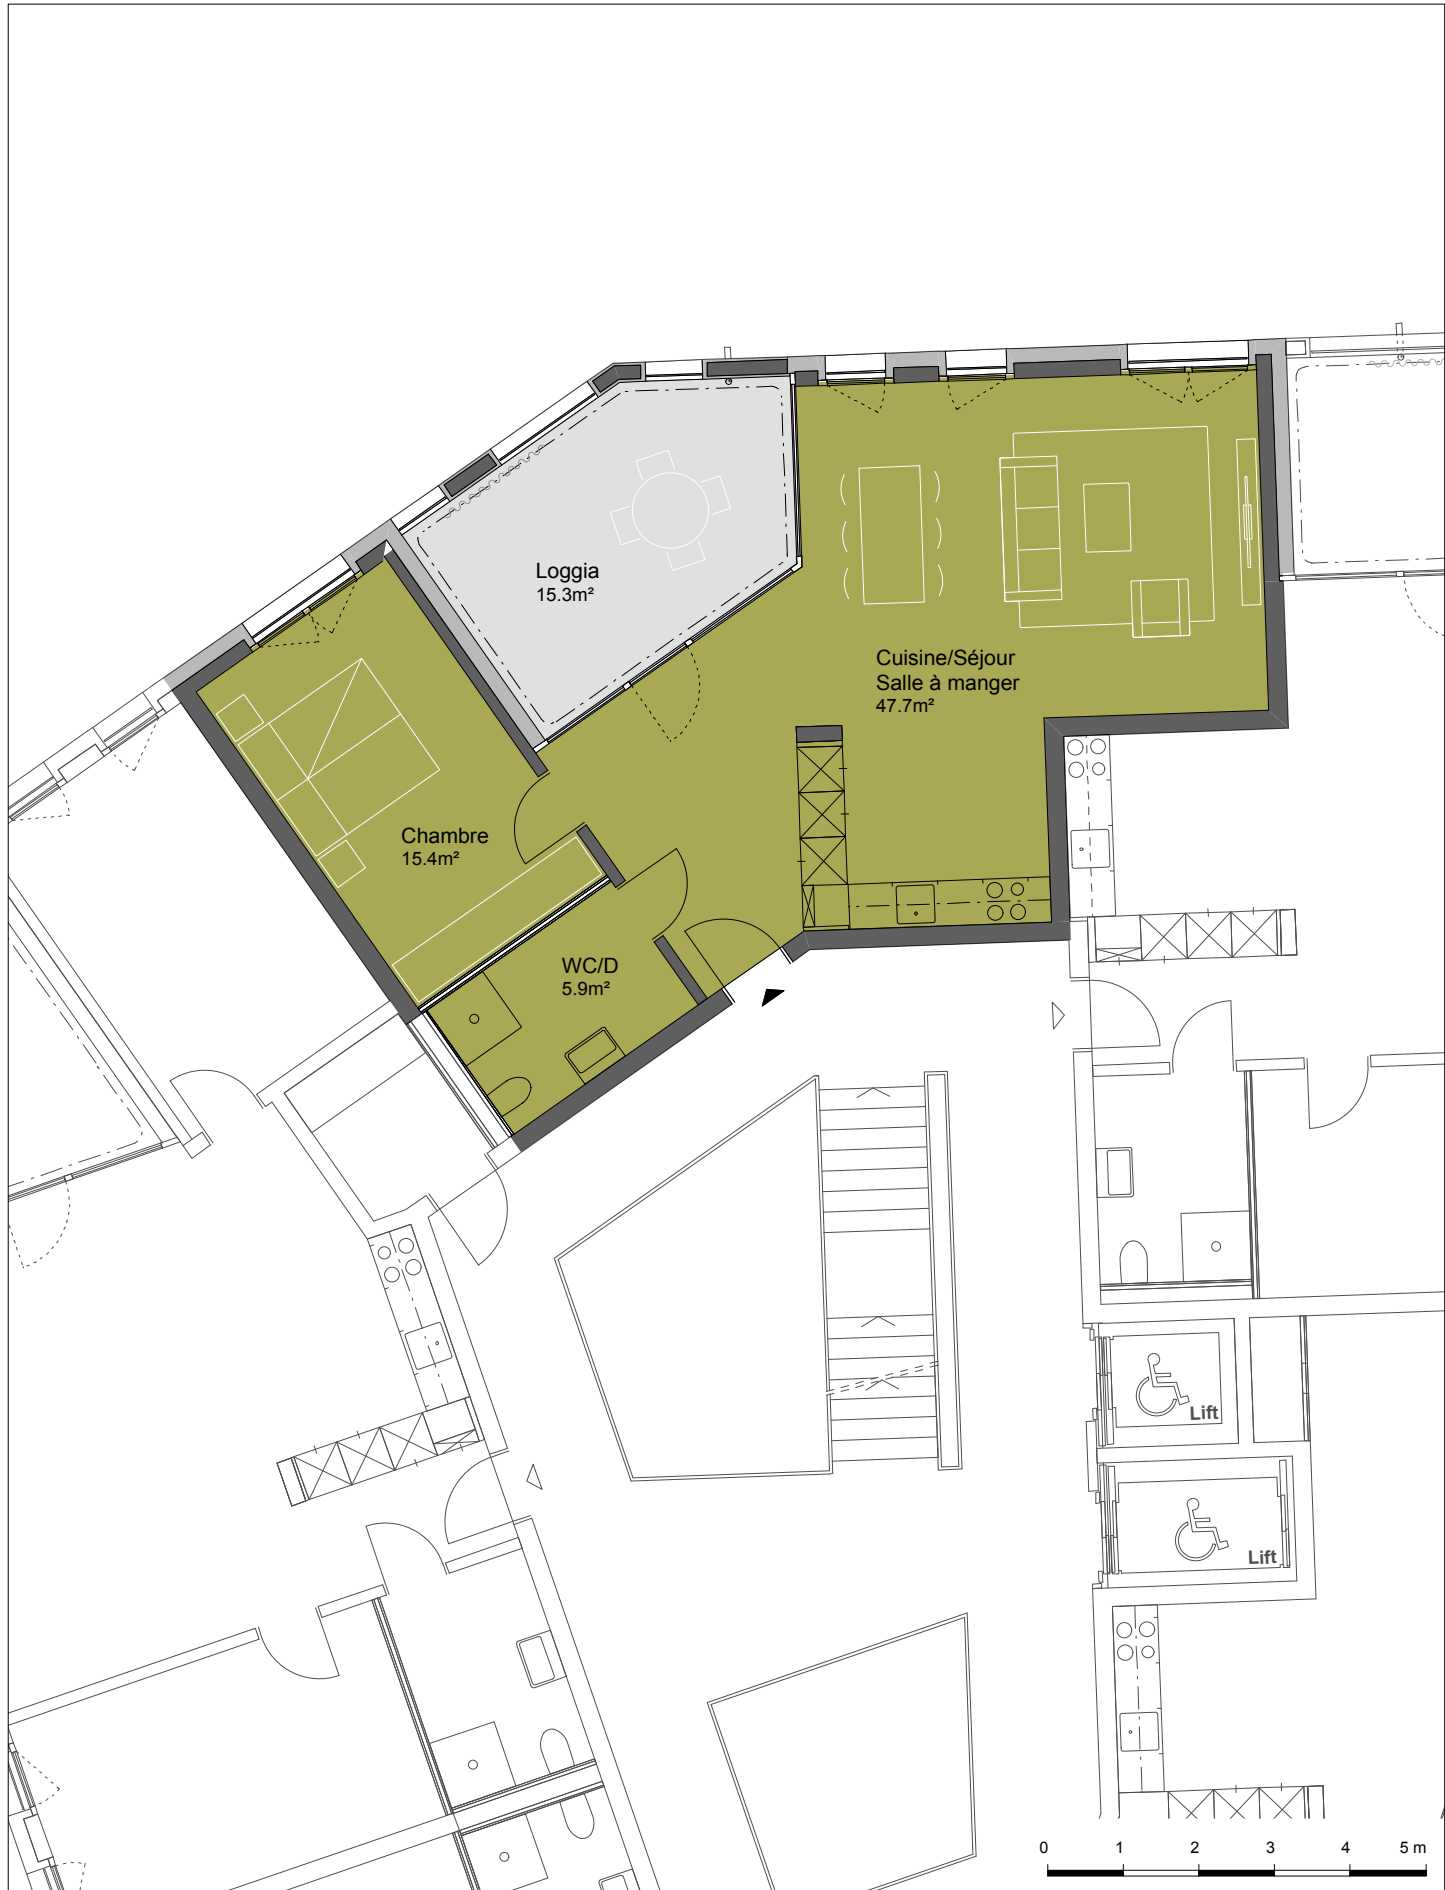 Loggia
15.3m²
Cuisine/Séjour
Salle à manger
47.7m²
Chambre
15.4m²
WC/D
5.9m²
Lift
Lift
0 1 2 3 4 5 m